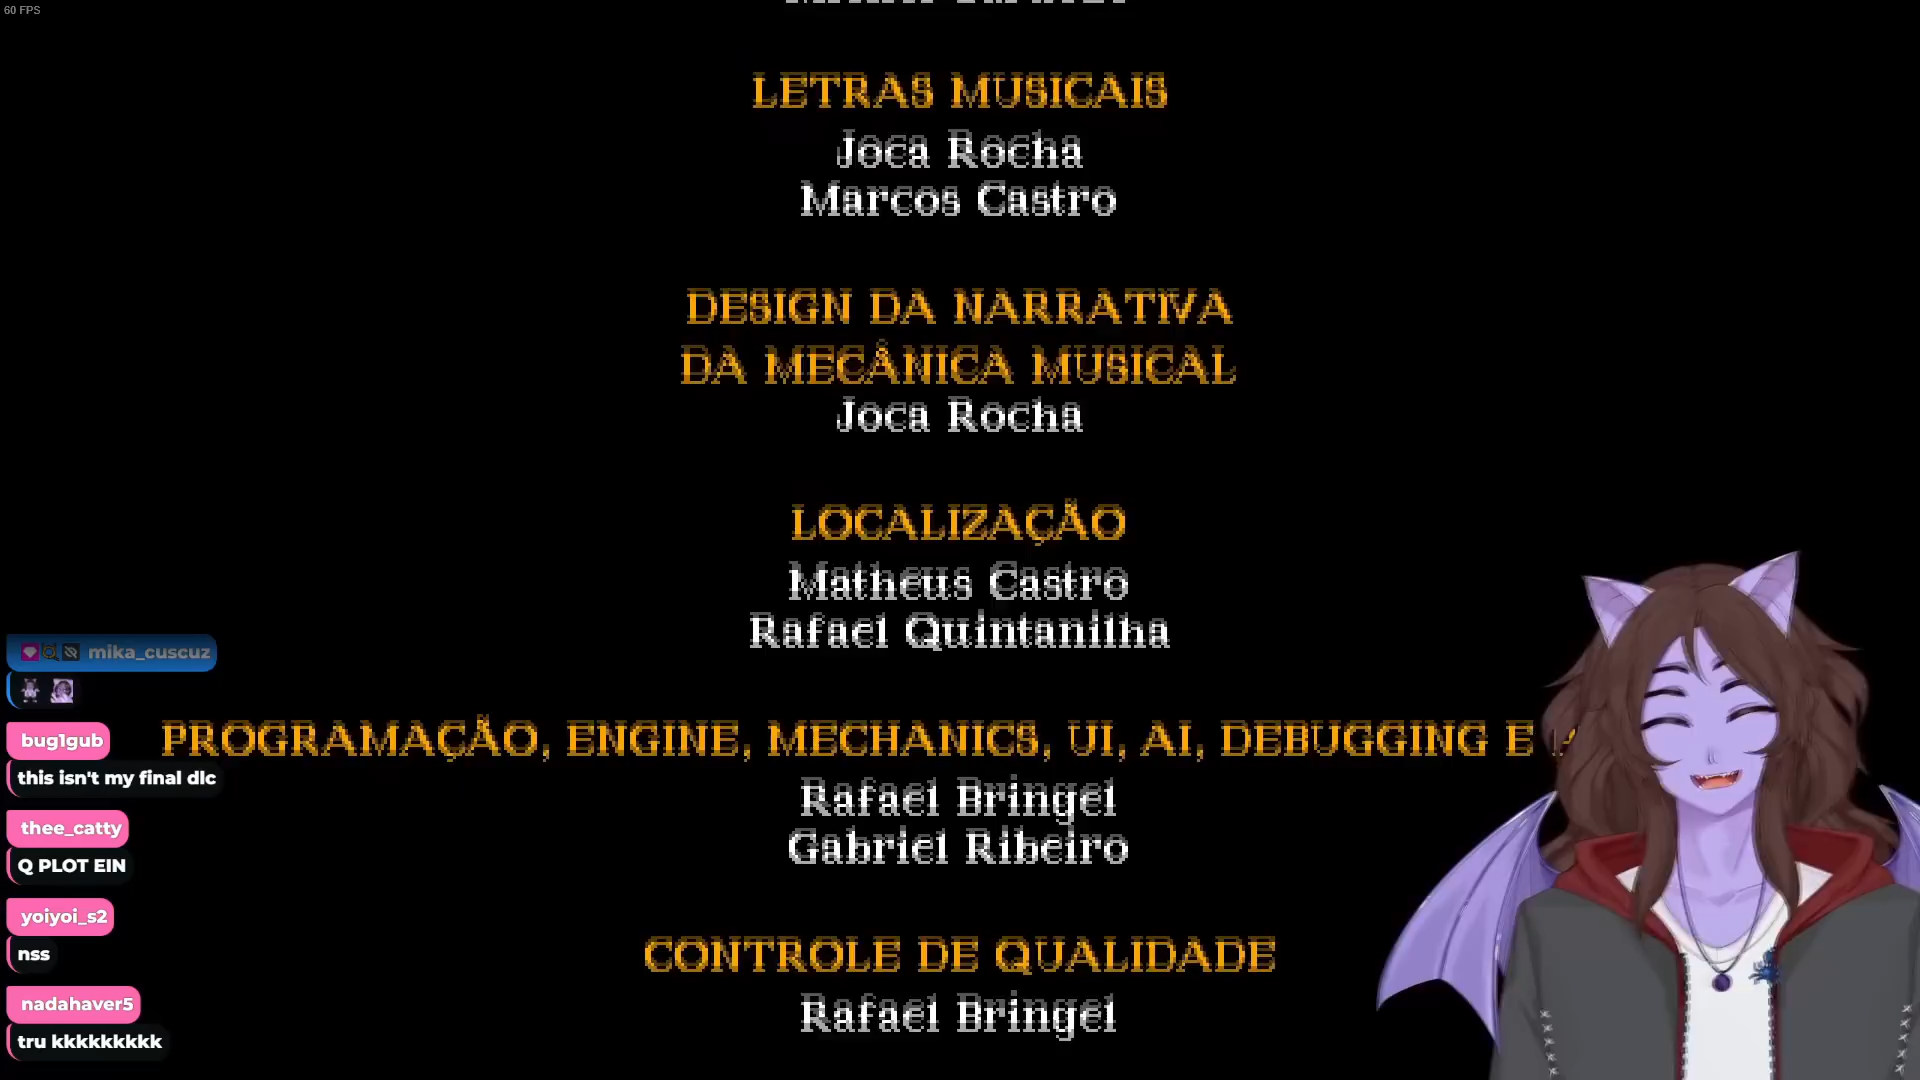 60 FPS
LETRAS MUSICAIS
Joca Rocha
Marcos Castro
DESIGN DA NARRATIVA
DA MECÂNICA MUSICAL
Joca Rocha
LOCALIZAÇÃO
Matheus Castro
Rafael Quintanilha
PROGRAMAÇÃO, ENGINE, MECHANICS, UI, AI, DEBUGGING E
Rafael Bringel
Gabriel Ribeiro
CONTROLE DE QUALIDADE
Rafael Bringel
mika_cuscuz
bug1gub
this isn't my final dlc
thee_catty
Q PLOT EIN
yoiyoi_s2
nss
nadahaver5
tru kkkkkkkkk